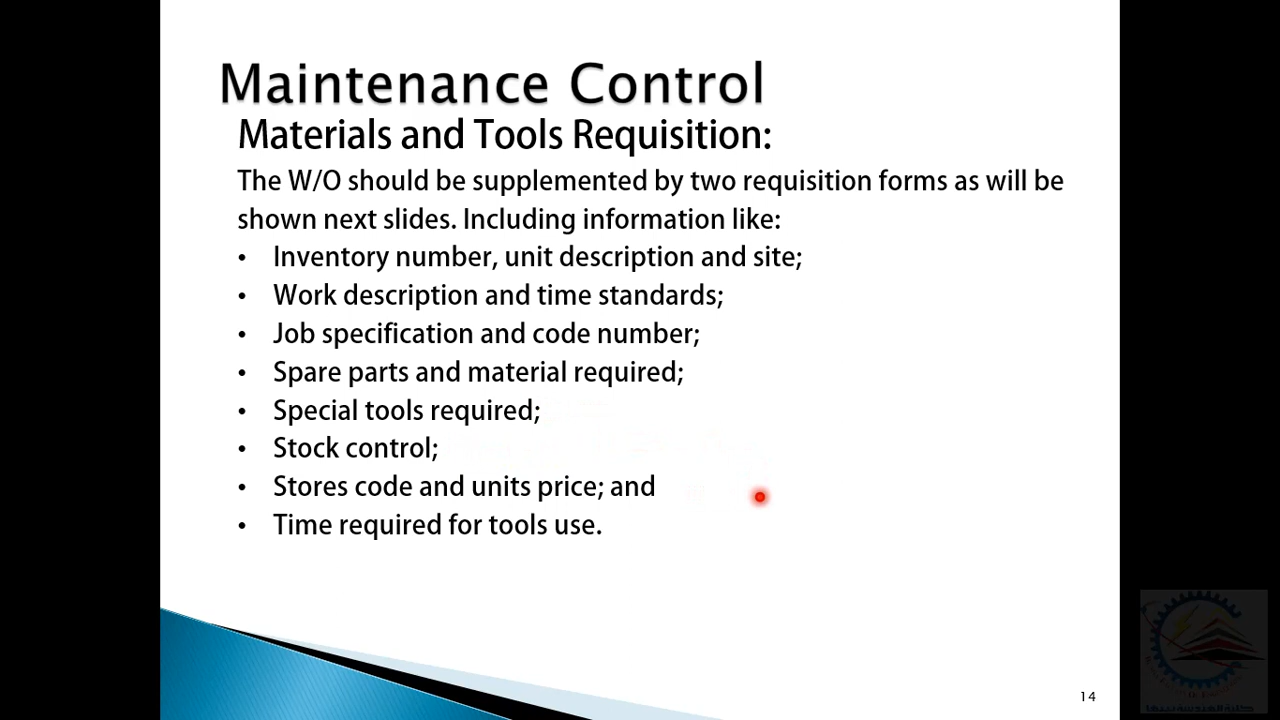 Maintenance Control
Materials and Tools Requisition:
The W/O should be supplemented by two requisition forms as will be
shown next slides. Including information like:
• Inventory number, unit description and site;
• Work description and time standards;
• Job specification and code number;
• Spare parts and material required;
• Special tools required;
• Stock control;
• Stores code and units price; and
• Time required for tools use.
14